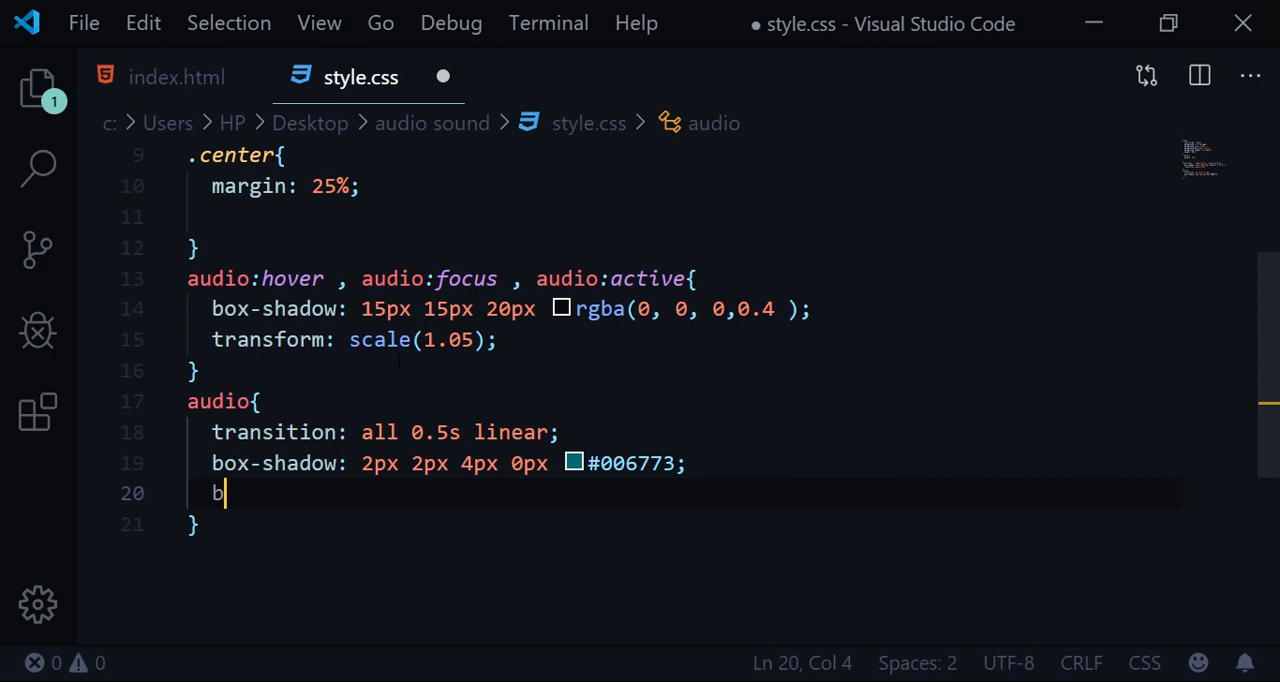 File Edit Selection View Go Debug Terminal Help ● style.css - Visual Studio Code
1
index.html style.css
c: > Users > HP > Desktop > audio sound > style.css > audio
9 .center{
10 margin: 25%;
11
12 }
13 audio:hover , audio:focus , audio:active{
14 box-shadow: 15px 15px 20px rgba(0, 0, 0,0.4 );
15 transform: scale(1.05);
16 }
17 audio{
18 transition: all 0.5s linear;
19 box-shadow: 2px 2px 4px 0px #006773;
20 b
21 }
0 0 Ln 20, Col 4 Spaces: 2 UTF-8 CRLF CSS